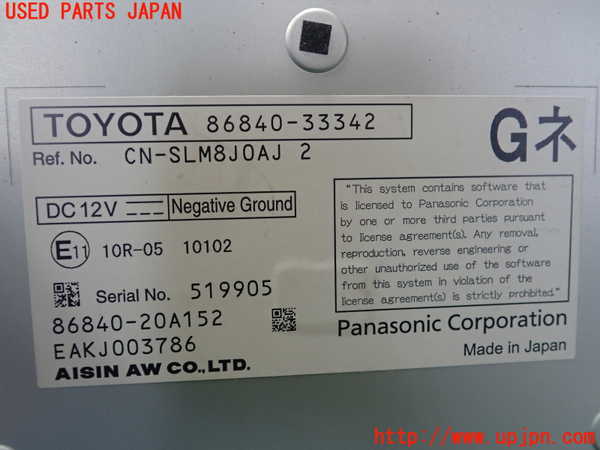 USED PARTS JAPAN
TOYOTA 86840-33342
Gネ
Ref. No. CN-SLM8J0AJ 2
DC 12V Negative Ground
E11 10R-05 10102
Serial No. 519905
86840-20A152
EAKJ003786
AISIN AW CO.,LTD.
"This system contains software that
is licensed to Panasonic Corporation
by one or more third parties pursuant
to license agreement(s). Any removal,
reproduction, reverse engineering or
other unauthorized use of the software
from this system in violation of the
license agreement(s) is strictly prohibited."
Panasonic Corporation
Made in Japan
http://www.upjpn.com/